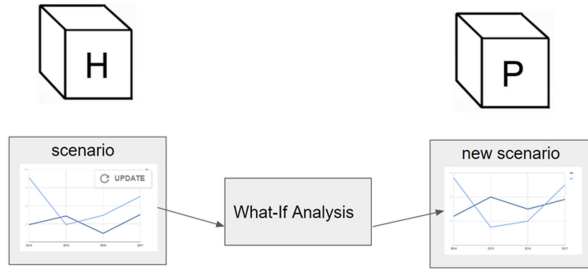 H
P
scenario
UPDATE
new scenario
What-If Analysis